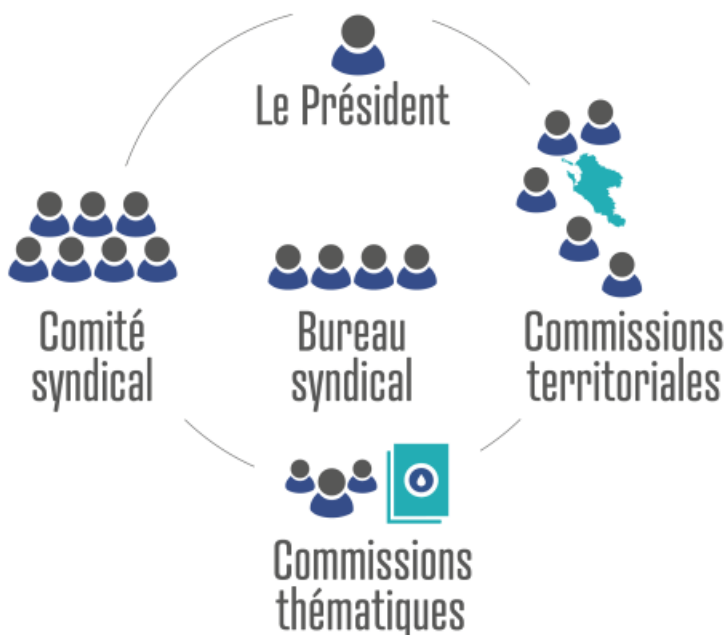 Le Président
Comité
syndical
Bureau
syndical
Commissions
territoriales
Commissions
thématiques